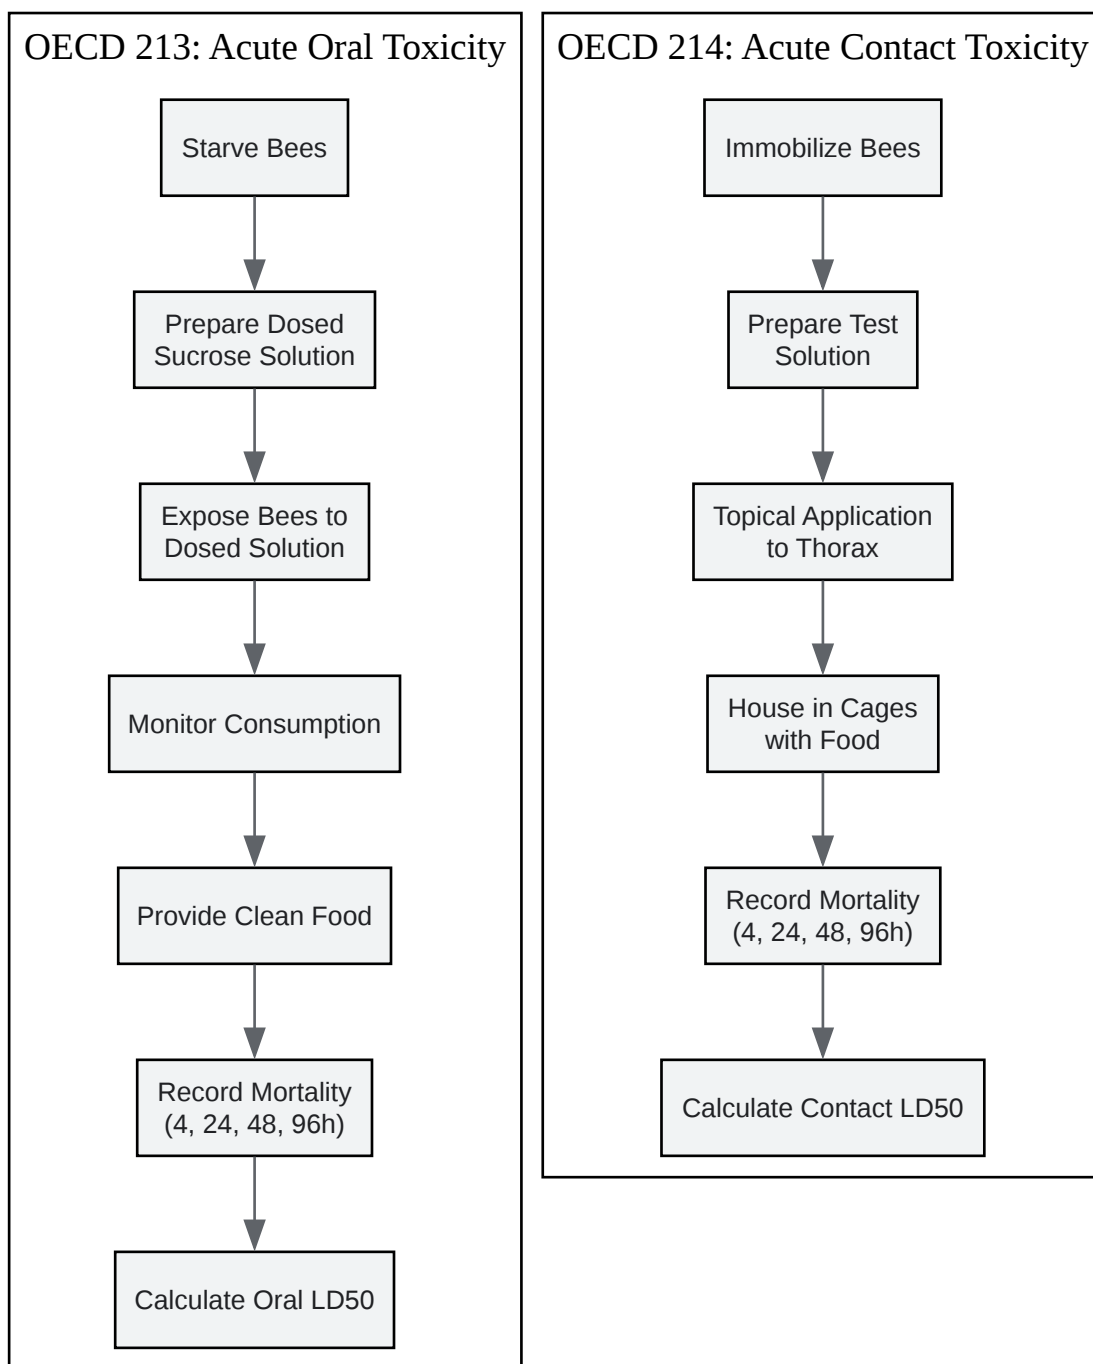 OECD 213: Acute Oral Toxicity
Starve Bees
Prepare Dosed
Sucrose Solution
Expose Bees to
Dosed Solution
Monitor Consumption
Provide Clean Food
Record Mortality
(4, 24, 48, 96h)
Calculate Oral LD50
OECD 214: Acute Contact Toxicity
Immobilize Bees
Prepare Test
Solution
Topical Application
to Thorax
House in Cages
with Food
Record Mortality
(4, 24, 48, 96h)
Calculate Contact LD50